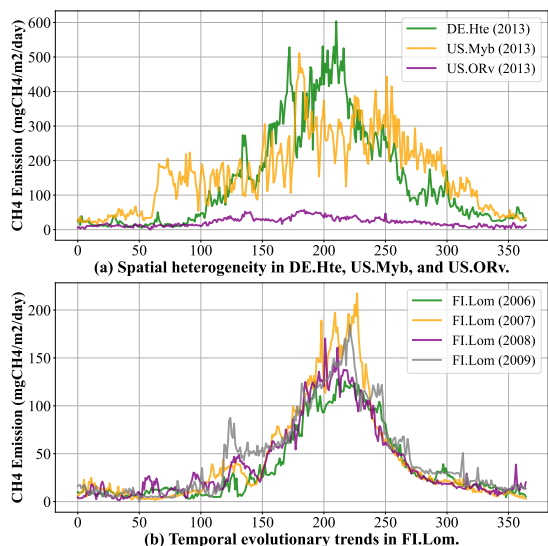 CH4 Emission (mgCH4/m2/day)
600
500
400
300
200
100
0
DE.Hte (2013)
US.Myb (2013)
US.ORv (2013)
0 50 100 150 200 250 300 350
(a) Spatial heterogeneity in DE.Hte, US.Myb, and US.ORv.
CH4 Emission (mgCH4/m2/day)
200
150
100
50
0
FI.Lom (2006)
FI.Lom (2007)
FI.Lom (2008)
FI.Lom (2009)
0 50 100 150 200 250 300 350
(b) Temporal evolutionary trends in FI.Lom.